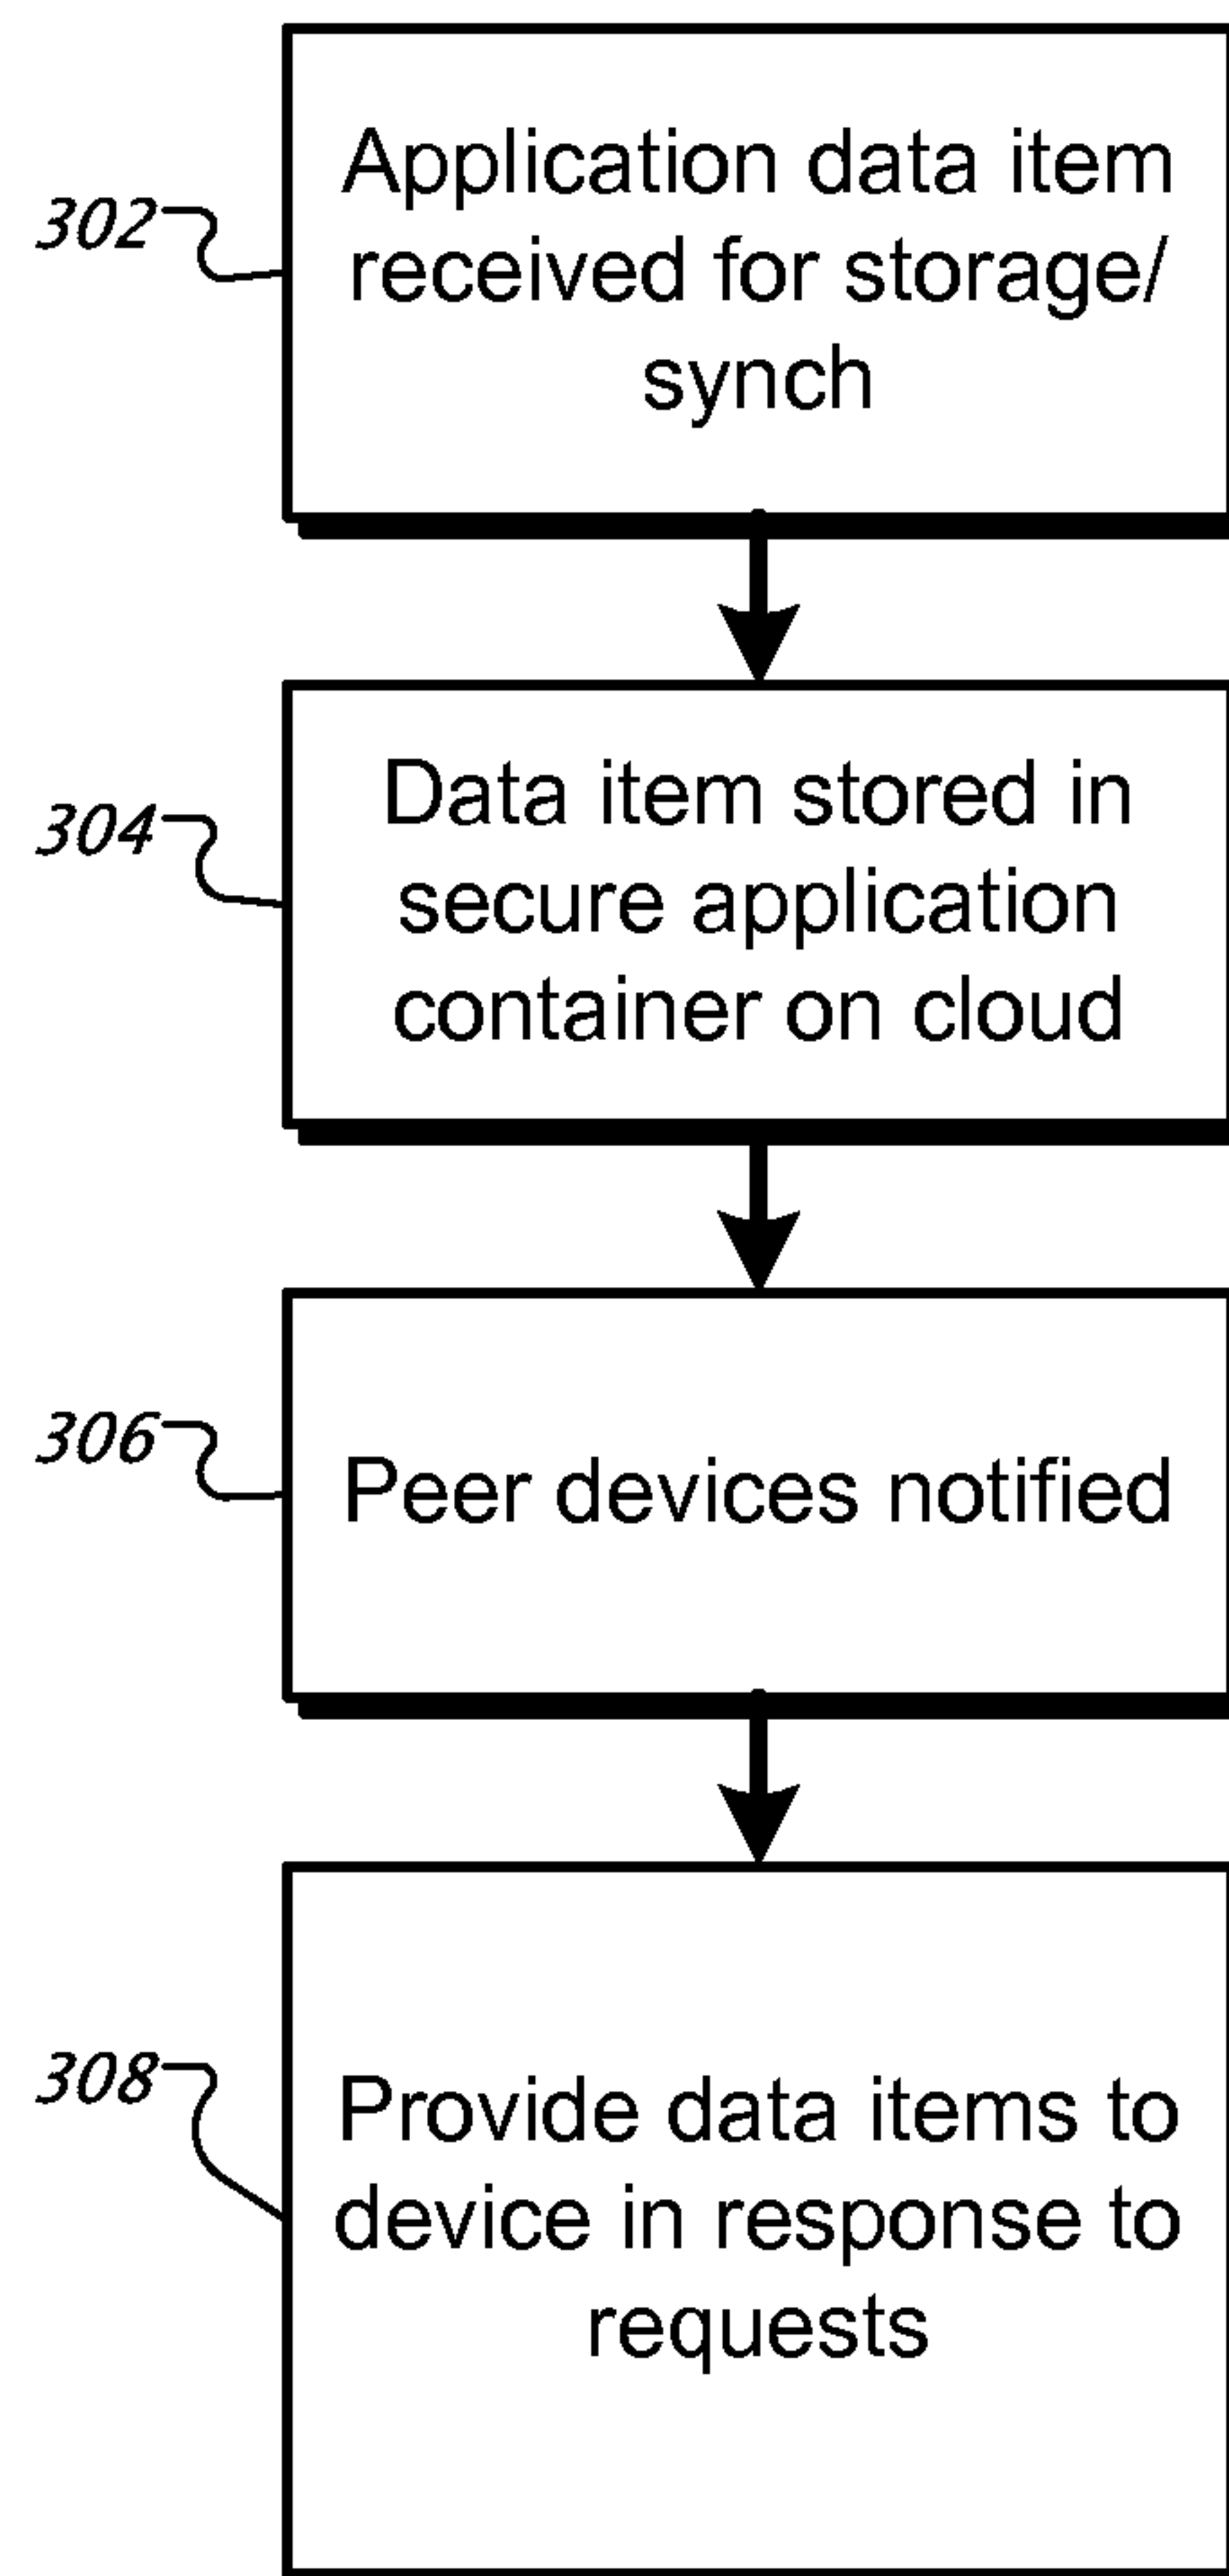 302
Application data item
received for storage/
synch
304
Data item stored in
secure application
container on cloud
306
Peer devices notified
308
Provide data items to
device in response to
requests